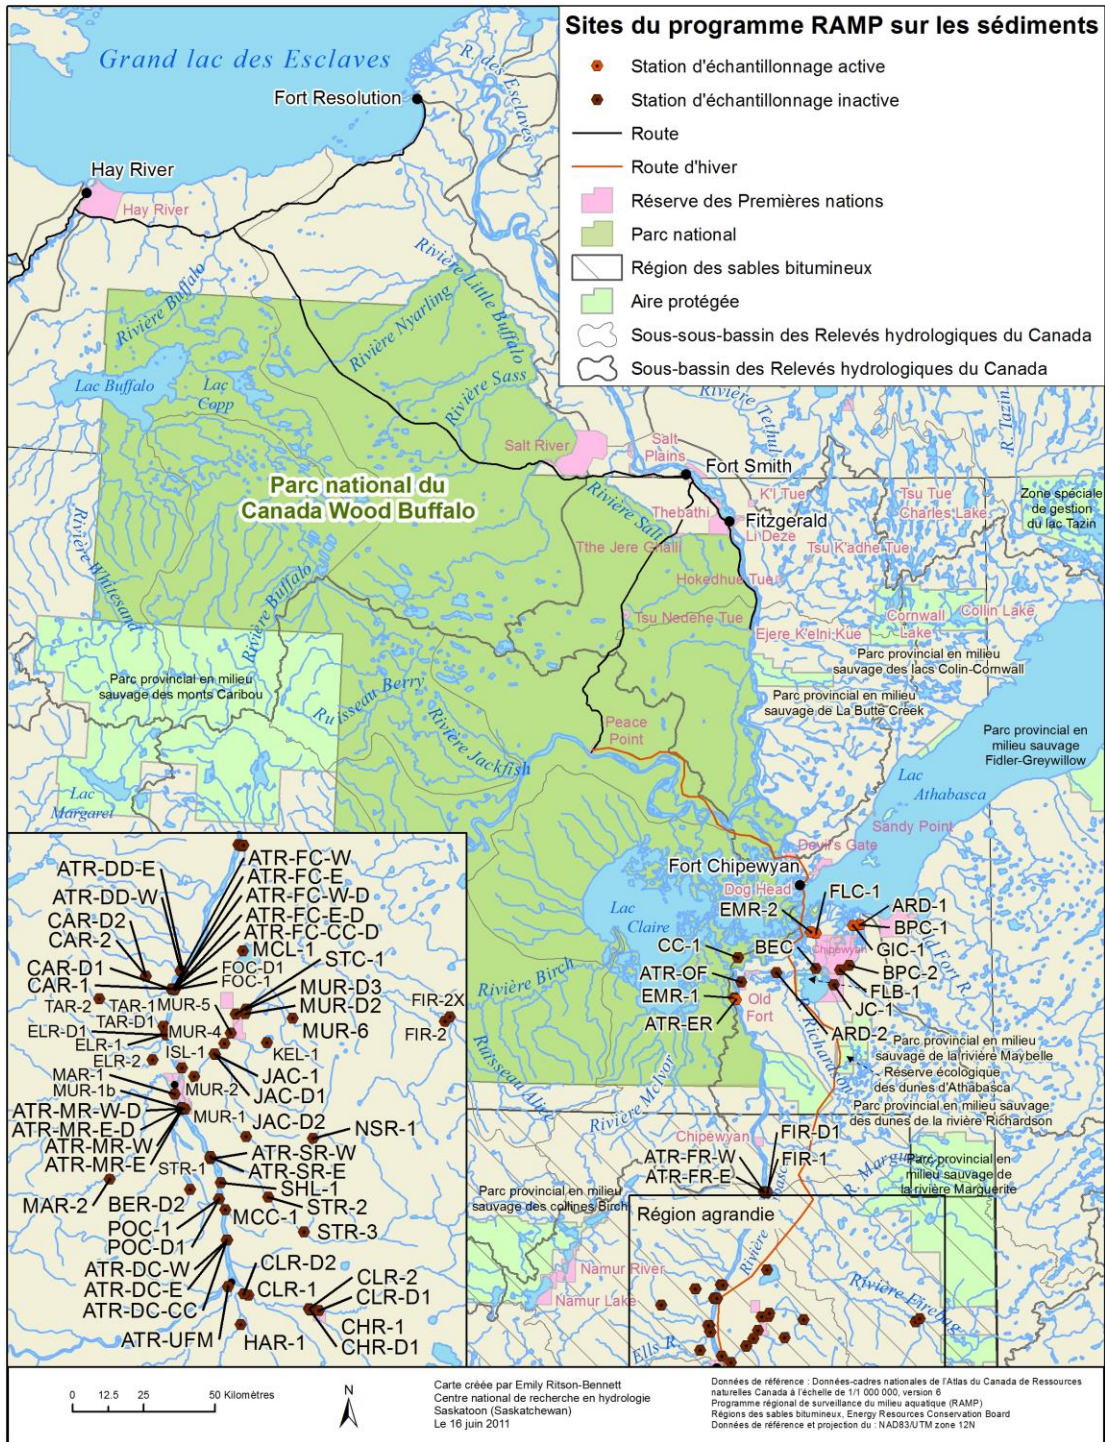 Sites du programme RAMP sur les sédiments
Station d'échantillonnage active
Station d'échantillonnage inactive
Route
Route d'hiver
Réserve des Premières nations
Parc national
Région des sables bitumineux
Aire protégée
Sous-sous-bassin des Relevés hydrologiques du Canada
Sous-bassin des Relevés hydrologiques du Canada
Grand lac des Esclaves
R. des Esclaves
Fort Resolution
Hay River
Hay River
Rivière Buffalo
Rivière Little Buffalo
Rivière Nyarling
Rivière Sass
Lac Buffalo
Lac
Copp
Rivière Tethul
R. Tazin
Salt River
Salt
Plains
Fort Smith
Parc national du
Canada Wood Buffalo
Rivière Salt
Thebathi
K'I Tue
Fitzgerald
Li Deze
Tsu Tue
Charles Lake
Zone spéciale
de gestion
du lac Tazin
Tthe Jere Ghaili
Tsu K'adhe Tue
Hokedhue Tue
Tsu Nedehe Tue
Rivière Whitesand
Rivière Buffalo
Ejere K'elni Kue
Cornwall
Lake
Collin Lake
Parc provincial en milieu
sauvage des lacs Colin-Cornwall
Parc provincial en milieu
sauvage des monts Caribou
Parc provincial en milieu
sauvage de La Butte Creek
Ruisseau Berry
Rivière Jackfish
Peace
Point
Parc provincial en
milieu sauvage
Fidler-Greywillow
Lac
Margaret
Lac
Athabasca
Sandy Point
Devil's Gate
Fort Chipewyan
Dog Head
Lac
Claire
FLC-1
EMR-2
ARD-1
BPC-1
GIC-1
CC-1
BEC
Chipewyan
BPC-2
FLB-1
JC-1
ATR-OF
EMR-1
ATR-ER
Old
Fort
ARD-2
Rivière Birch
R. Richardson
Ruisseau Alice
Rivière McIvor
Parc provincial en milieu
sauvage de la rivière Maybelle
Réserve écologique
des dunes d'Athabasca
Parc provincial en milieu sauvage
des dunes de la rivière Richardson
Chipewyan
FIR-D1
ATR-FR-W
FIR-1
ATR-FR-E
Parc provincial en
milieu sauvage de
la rivière Marguerite
Parc provincial en milieu
sauvage des collines Birch
Région agrandie
Namur River
Namur Lake
Rivière Firebag
Ells R.
ATR-DD-E
ATR-DD-W
CAR-D2
CAR-2
CAR-D1
CAR-1
TAR-2
TAR-1
TAR-D1
ELR-D1
ELR-1
ELR-2
ISL-1
MAR-1
MUR-1b
ATR-MR-W-D
ATR-MR-E-D
ATR-MR-W
ATR-MR-E
STR-1
MAR-2
BER-D2
POC-1
POC-D1
ATR-DC-W
ATR-DC-E
ATR-DC-CC
ATR-UFM
ATR-FC-W
ATR-FC-E
ATR-FC-W-D
ATR-FC-E-D
ATR-FC-CC-D
MCL-1
FOC-D1
FOC-1
STC-1
MUR-5
MUR-D3
MUR-D2
MUR-4
MUR-6
FIR-2X
FIR-2
KEL-1
JAC-1
JAC-D1
MUR-2
MUR-1
JAC-D2
NSR-1
ATR-SR-W
ATR-SR-E
SHL-1
STR-2
MCC-1
STR-3
CLR-D2
CLR-1
CLR-2
CLR-D1
CHR-1
CHR-D1
HAR-1
0 12.5 25 50 Kilomètres
N
Carte créée par Emily Ritson-Bennett
Centre national de recherche en hydrologie
Saskatoon (Saskatchewan)
Le 16 juin 2011
Données de référence : Données-cadres nationales de l'Atlas du Canada de Ressources
naturelles Canada à l'échelle de 1/1 000 000, version 6
Programme régional de surveillance du milieu aquatique (RAMP)
Régions des sables bitumineux, Energy Resources Conservation Board
Données de référence et projection du : NAD83/UTM zone 12N